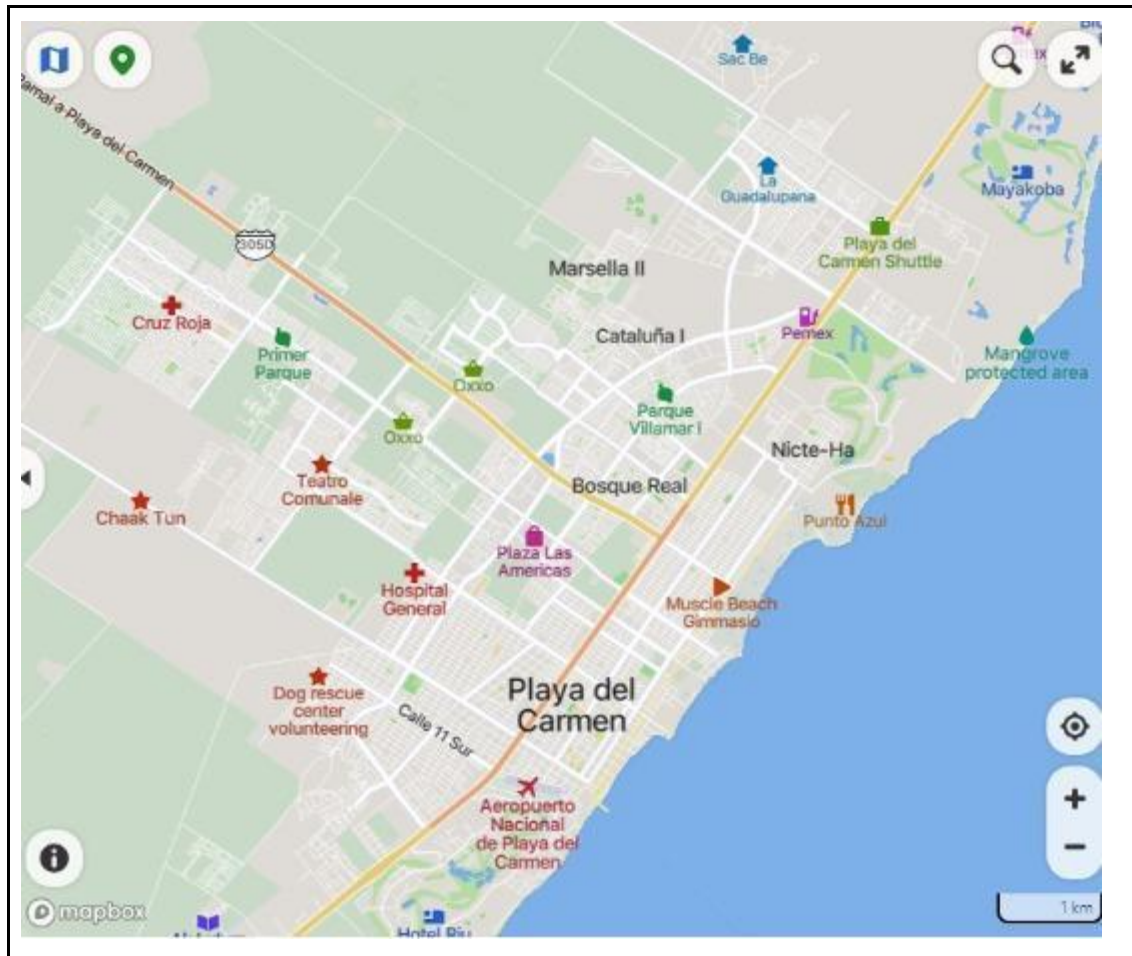 Sac Be
Ramal a Playa del Carmen
La
Guadalupana
Mayakoba
305D
Playa del
Carmen Shuttle
Marsella II
Cruz Roja
Cataluña I
Pemex
Primer
Parque
Mangrove
protected area
Oxxo
Parque
Villamar I
Oxxo
Nicte-Ha
Teatro
Comunale
Bosque Real
Chaak Tun
Punto Azul
Plaza Las
Americas
Hospital
General
Muscle Beach
Gimmasio
Dog rescue
center
volunteering
Playa del
Carmen
Calle 11 Sur
Aeropuerto
Nacional
de Playa del
Carmen
mapbox
1 km
Hotel Riu